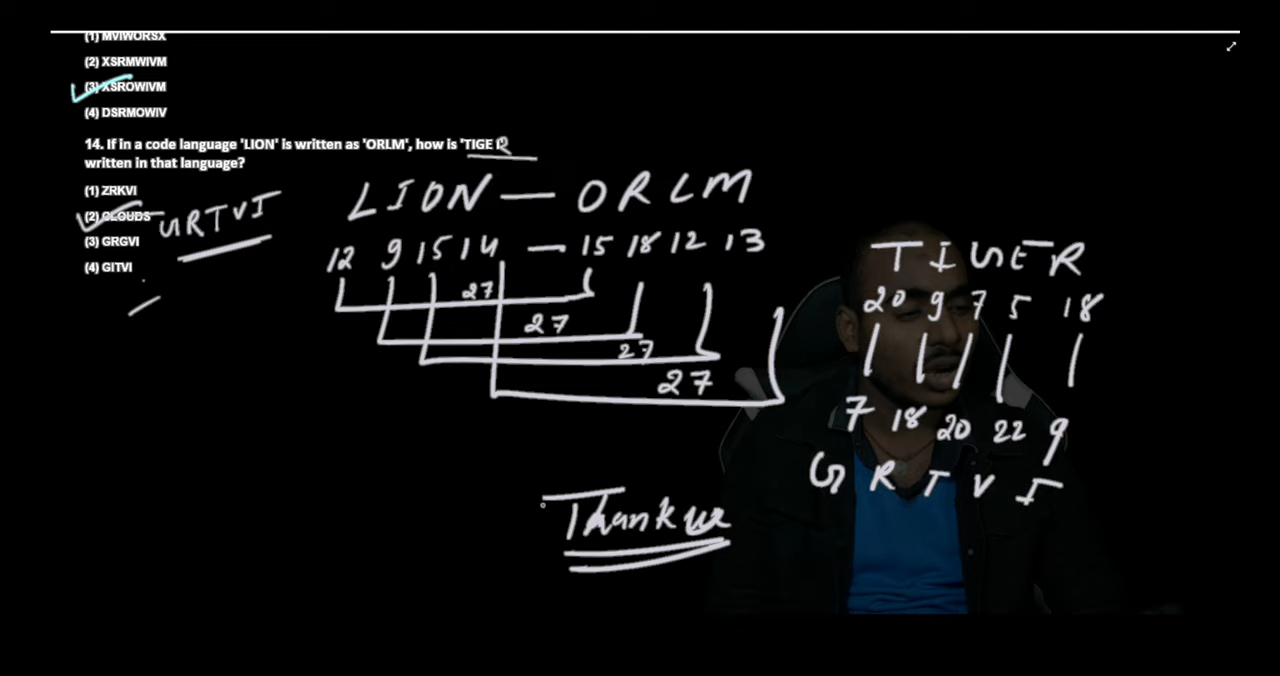 (1) MVIWORSX
(2) XSRMWIVM
(3) XSROWIVM
(4) DSRMOWIV
14. If in a code language 'LION' is written as 'ORLM', how is 'TIGE R
written in that language?
(1) ZRKVI
(2) CLOUDS GRTVI
(3) GRGVI
(4) GITVI
LION — ORLM
12 9 15 14 — 15 18 12 13
27
27
27
27
TIGER
20 9 7 5 18
7 18 20 22 9
G R T V I